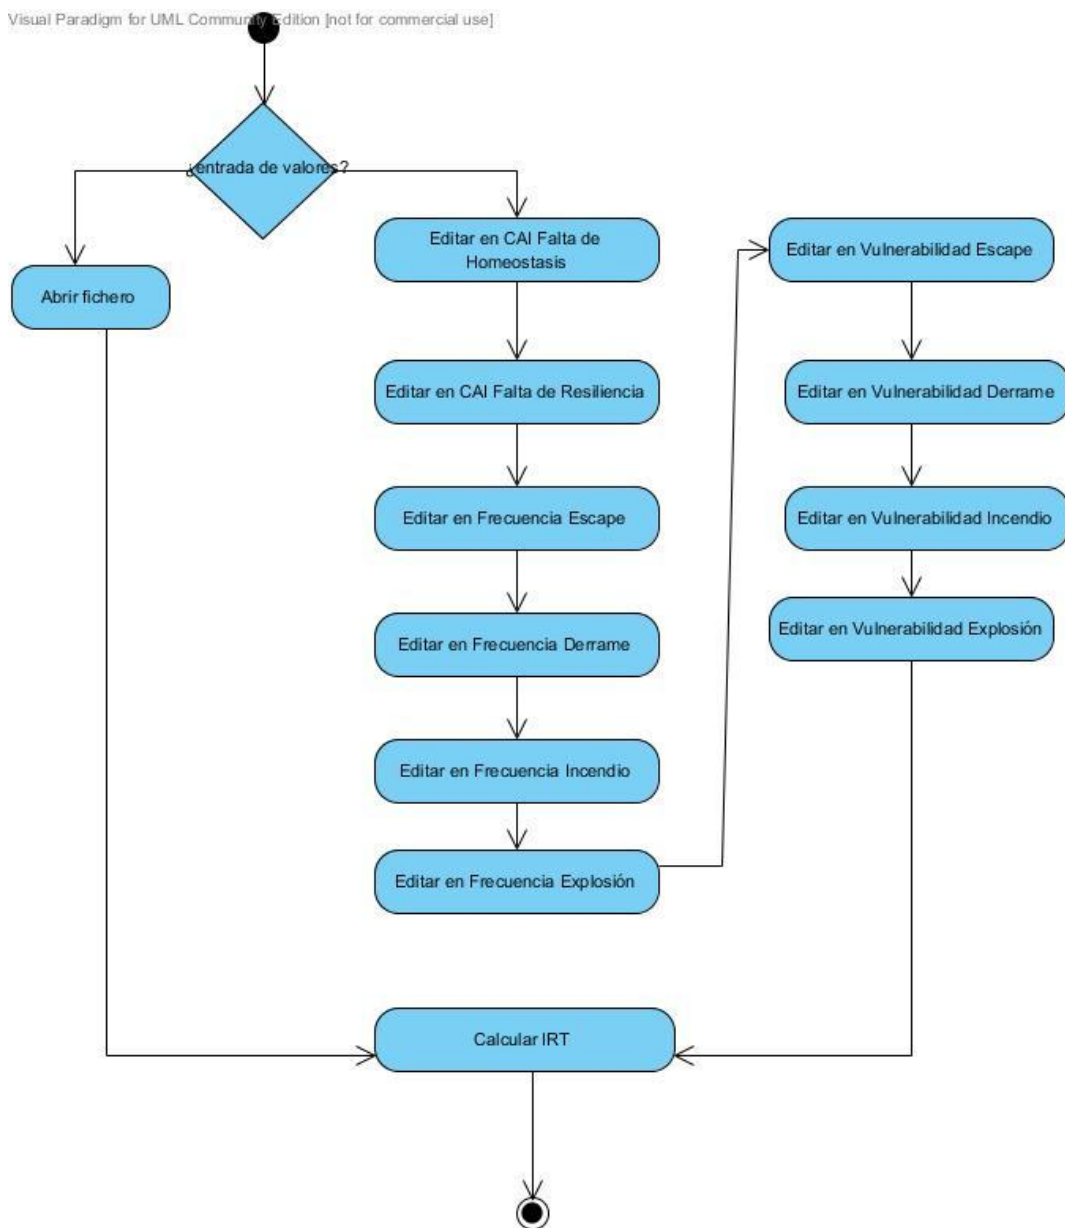 Visual Paradigm for UML Community Edition [not for commercial use]
¿entrada de valores?
Abrir fichero
Editar en CAI Falta de
Homeostasis
Editar en CAI Falta de Resiliencia
Editar en Frecuencia Escape
Editar en Frecuencia Derrame
Editar en Frecuencia Incendio
Editar en Frecuencia Explosión
Editar en Vulnerabilidad Escape
Editar en Vulnerabilidad Derrame
Editar en Vulnerabilidad Incendio
Editar en Vulnerabilidad Explosión
Calcular IRT